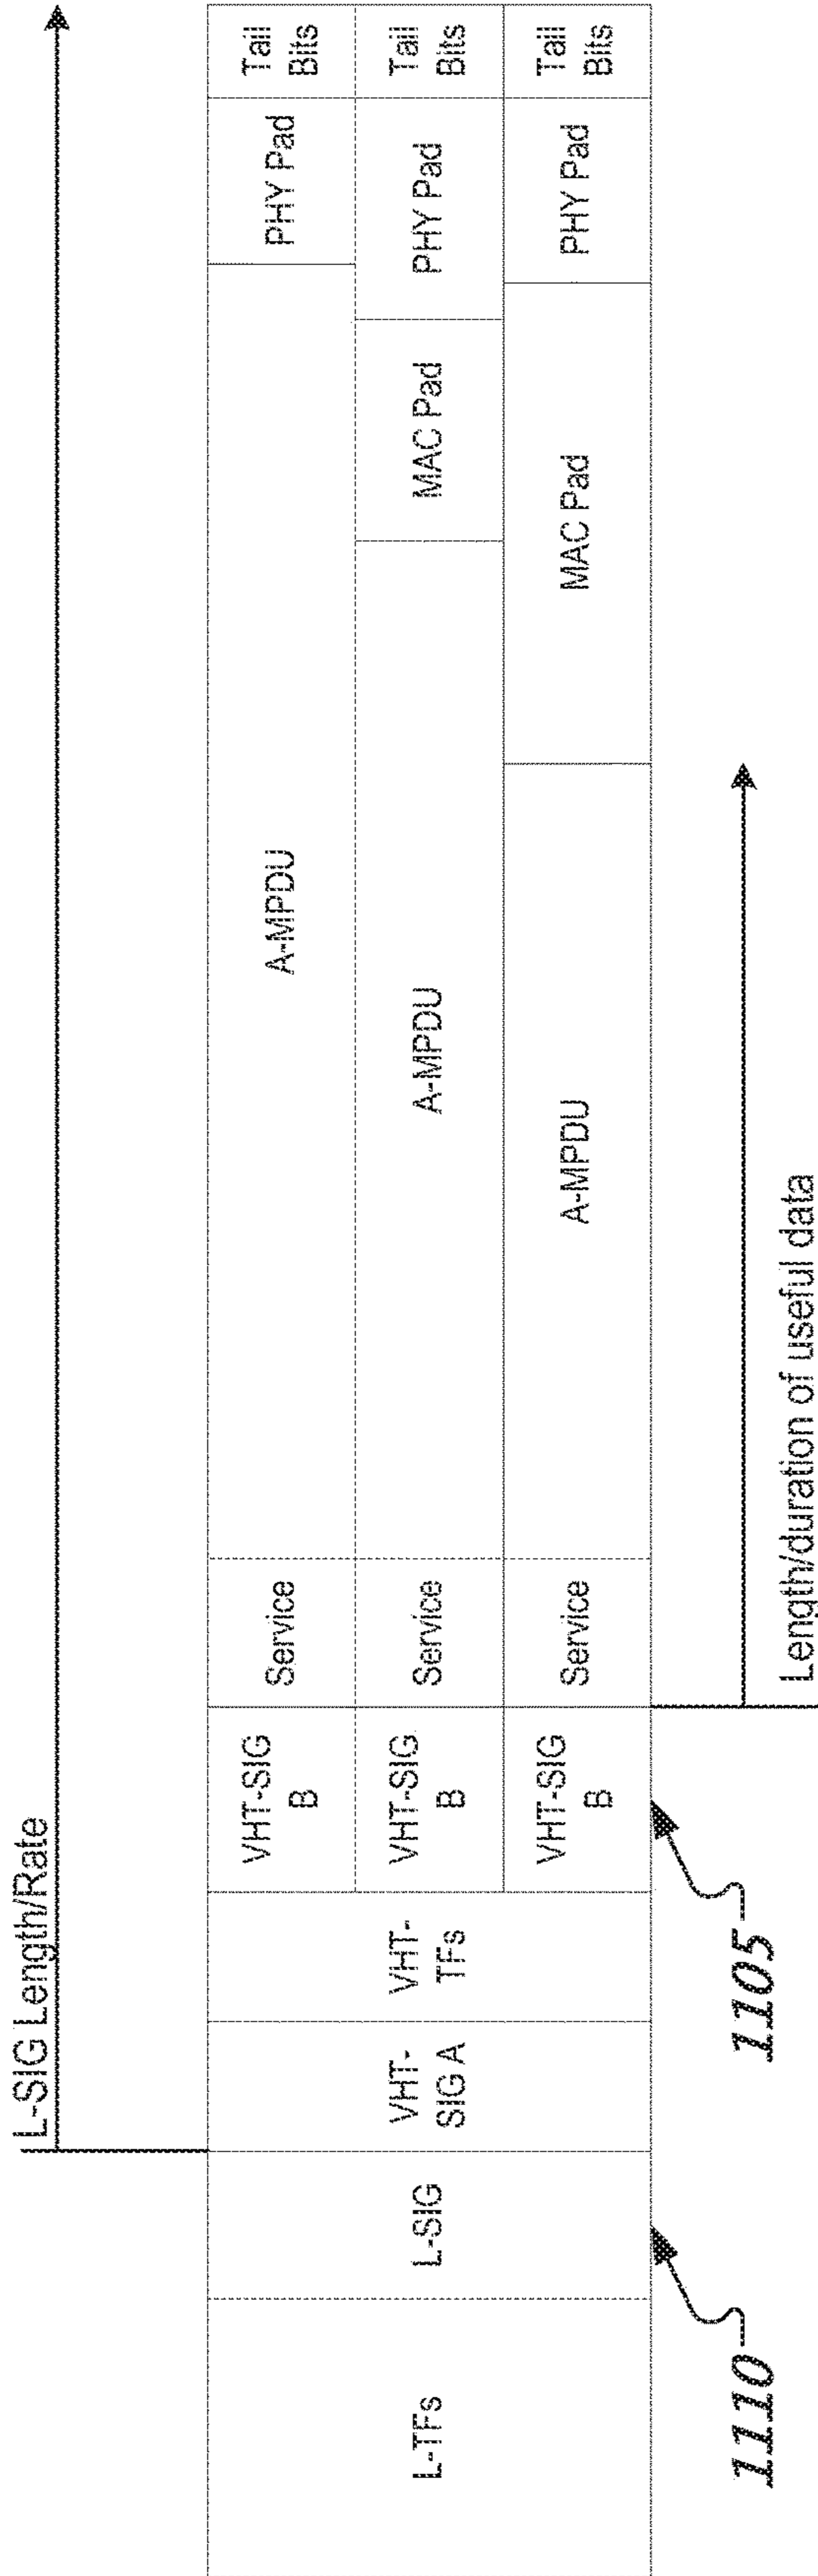 L-SIG Length/Rate
L-TFs
L-SIG
VHT-
SIG A
VHT-
TFs
VHT-SIG
B
Service
A-MPDU
PHY Pad
Tail
Bits
VHT-SIG
B
Service
A-MPDU
MAC Pad
PHY Pad
Tail
Bits
VHT-SIG
B
Service
A-MPDU
MAC Pad
PHY Pad
Tail
Bits
1110
1105
Length/duration of useful data